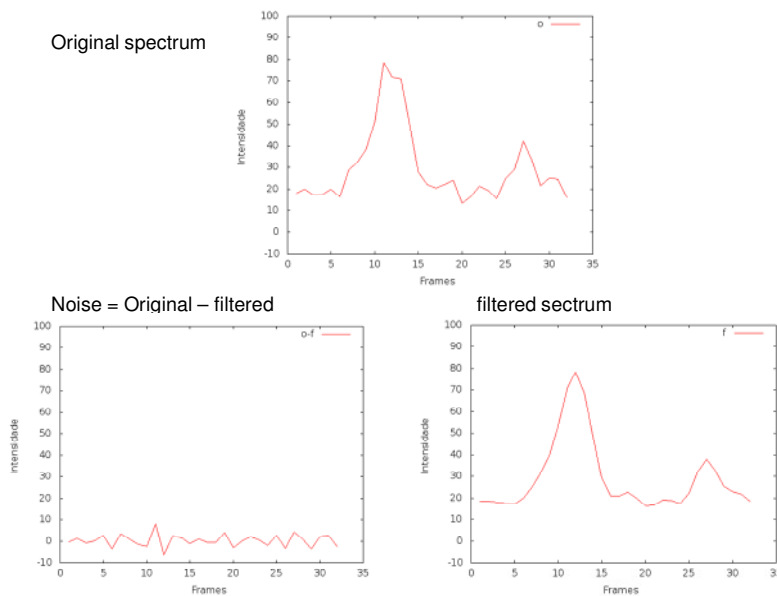 Original spectrum
o
100
90
80
70
60
50
40
30
20
10
0
-10
Intensidade
0 5 10 15 20 25 30 35
Frames
Noise = Original – filtered
o-f
100
90
80
70
60
50
40
30
20
10
0
-10
Intensidade
0 5 10 15 20 25 30 35
Frames
filtered sectrum
f
100
90
80
70
60
50
40
30
20
10
0
-10
Intensidade
0 5 10 15 20 25 30 35
Frames